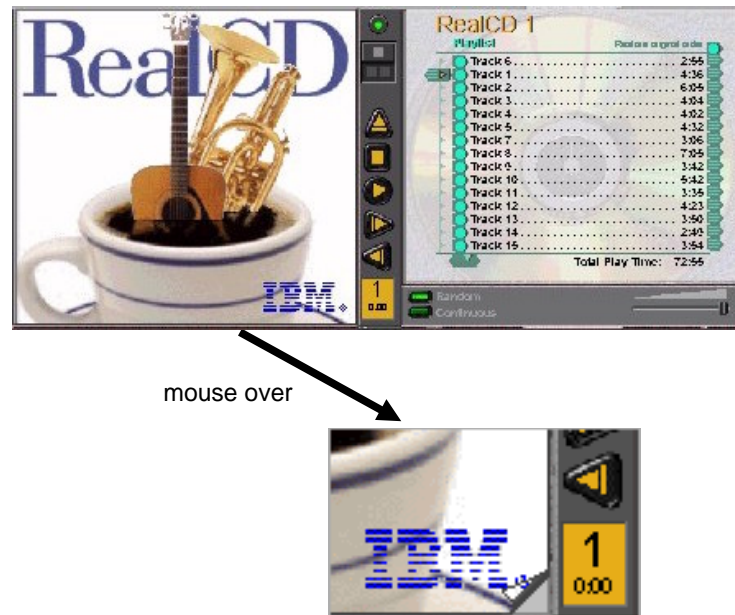 RealCD
IBM®
1
0:00
RealCD 1
Playlist
Track 6 2:55
Track 1 4:36
Track 2 6:05
Track 3 4:04
Track 4 4:02
Track 5 4:32
Track 7 3:06
Track 8 7:05
Track 9 3:42
Track 10 5:42
Track 11 3:35
Track 12 4:23
Track 13 3:50
Track 14 2:49
Track 15 3:54
Total Play Time: 72:55
Random
Continuous
mouse over
IBM
1
0:00